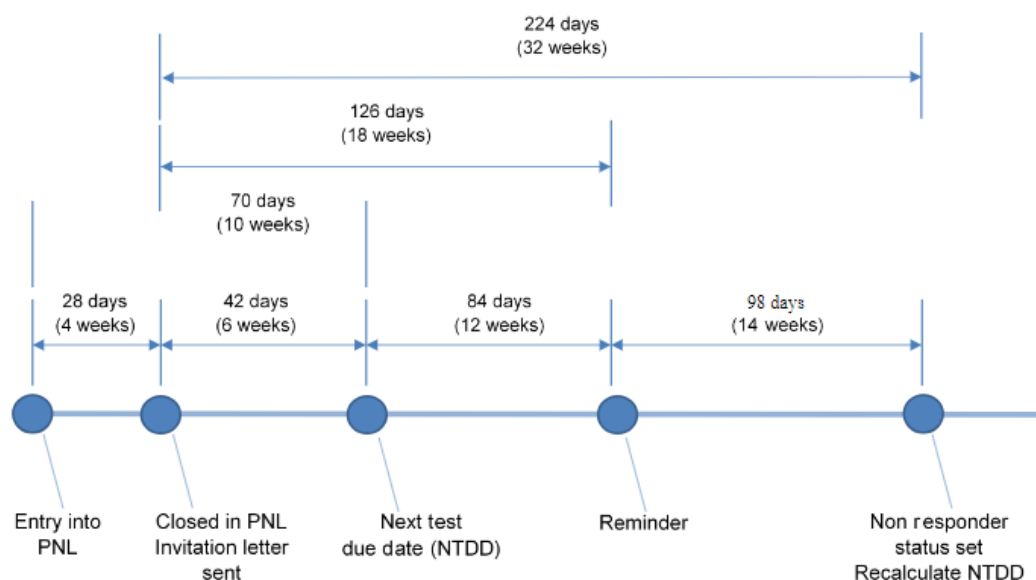 224 days
(32 weeks)
126 days
(18 weeks)
70 days
(10 weeks)
28 days
(4 weeks)
42 days
(6 weeks)
84 days
(12 weeks)
98 days
(14 weeks)
Entry into
PNL
Closed in PNL
Invitation letter
sent
Next test
due date (NTDD)
Reminder
Non responder
status set
Recalculate NTDD